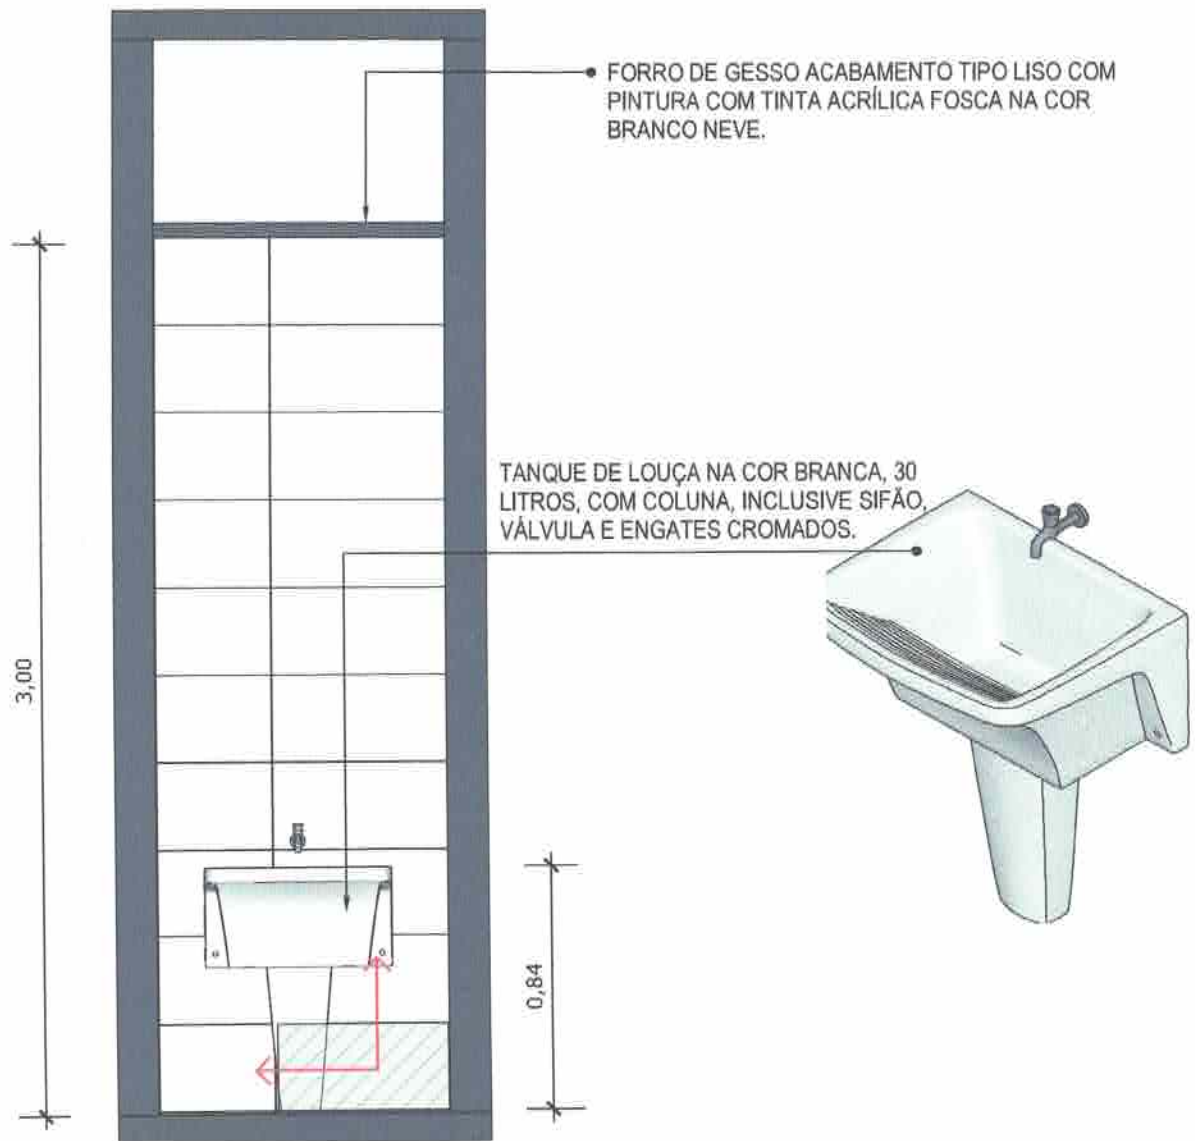 FORRO DE GESSO ACABAMENTO TIPO LISO COM
PINTURA COM TINTA ACRÍLICA FOSCA NA COR
BRANCO NEVE.
TANQUE DE LOUÇA NA COR BRANCA, 30
LITROS, COM COLUNA, INCLUSIVE SIFÃO,
VÁLVULA E ENGATES CROMADOS.
3,00
0,84